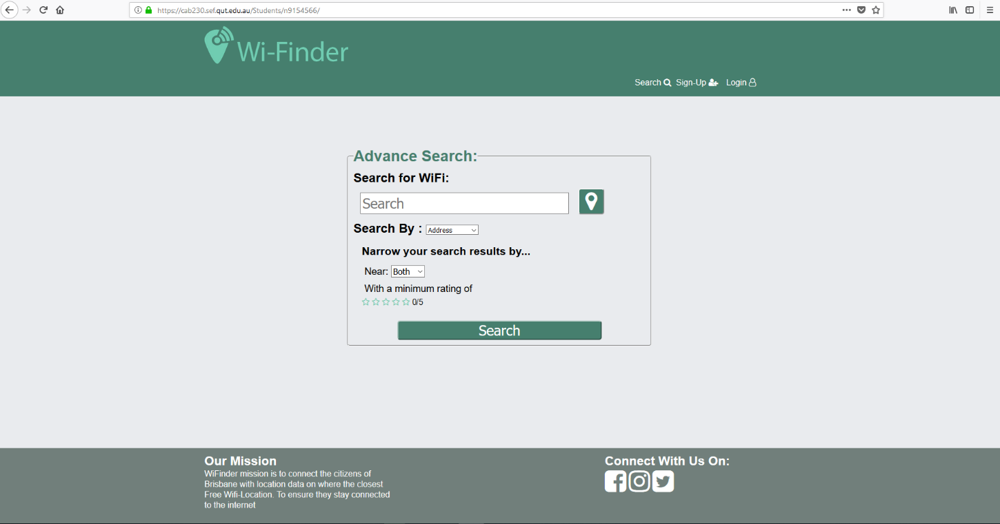 https://cab230.sef.qut.edu.au/Students/n9154566/
Wi-Finder
Search Sign-Up Login
Advance Search:
Search for WiFi:
Search
Search By : Address
Narrow your search results by...
Near: Both
With a minimum rating of
0/5
Search
Our Mission
WiFinder mission is to connect the citizens of
Brisbane with location data on where the closest
Free Wifi-Location. To ensure they stay connected
to the internet
Connect With Us On: